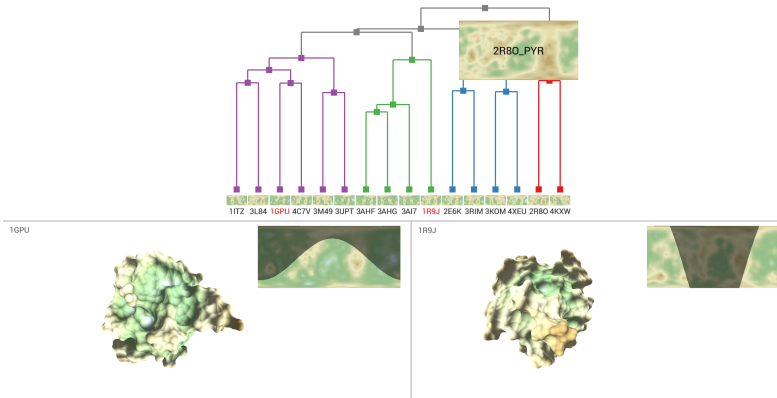 2R8O_PYR
1ITZ 3L84 1GPU 4C7V 3M49 3UPT 3AHF 3AHG 3AI7 1R9J 2E6K 3RIM 3KOM 4XEU 2R8O 4KXW
1GPU
1R9J